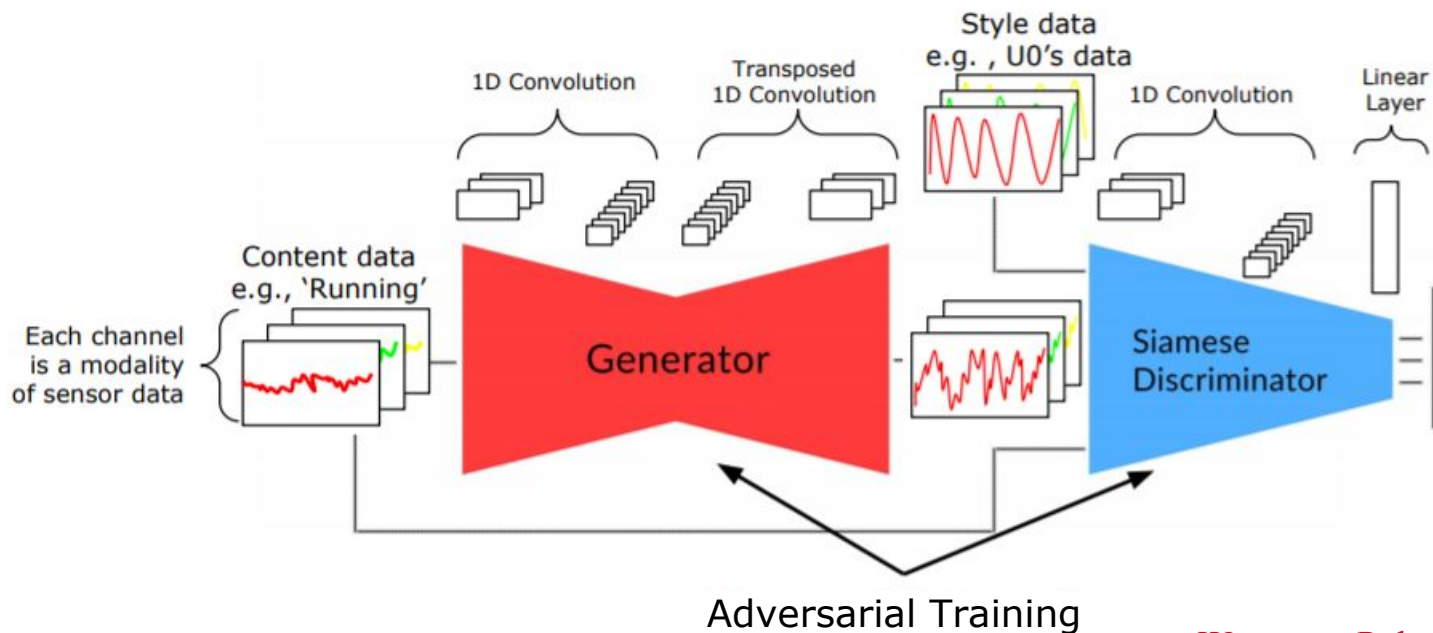 Style data
e.g. , U0's data
1D Convolution
Transposed
1D Convolution
1D Convolution
Linear
Layer
Content data
e.g., ‘Running’
Each channel
is a modality
of sensor data
Generator
Siamese
Discriminator
Adversarial Training